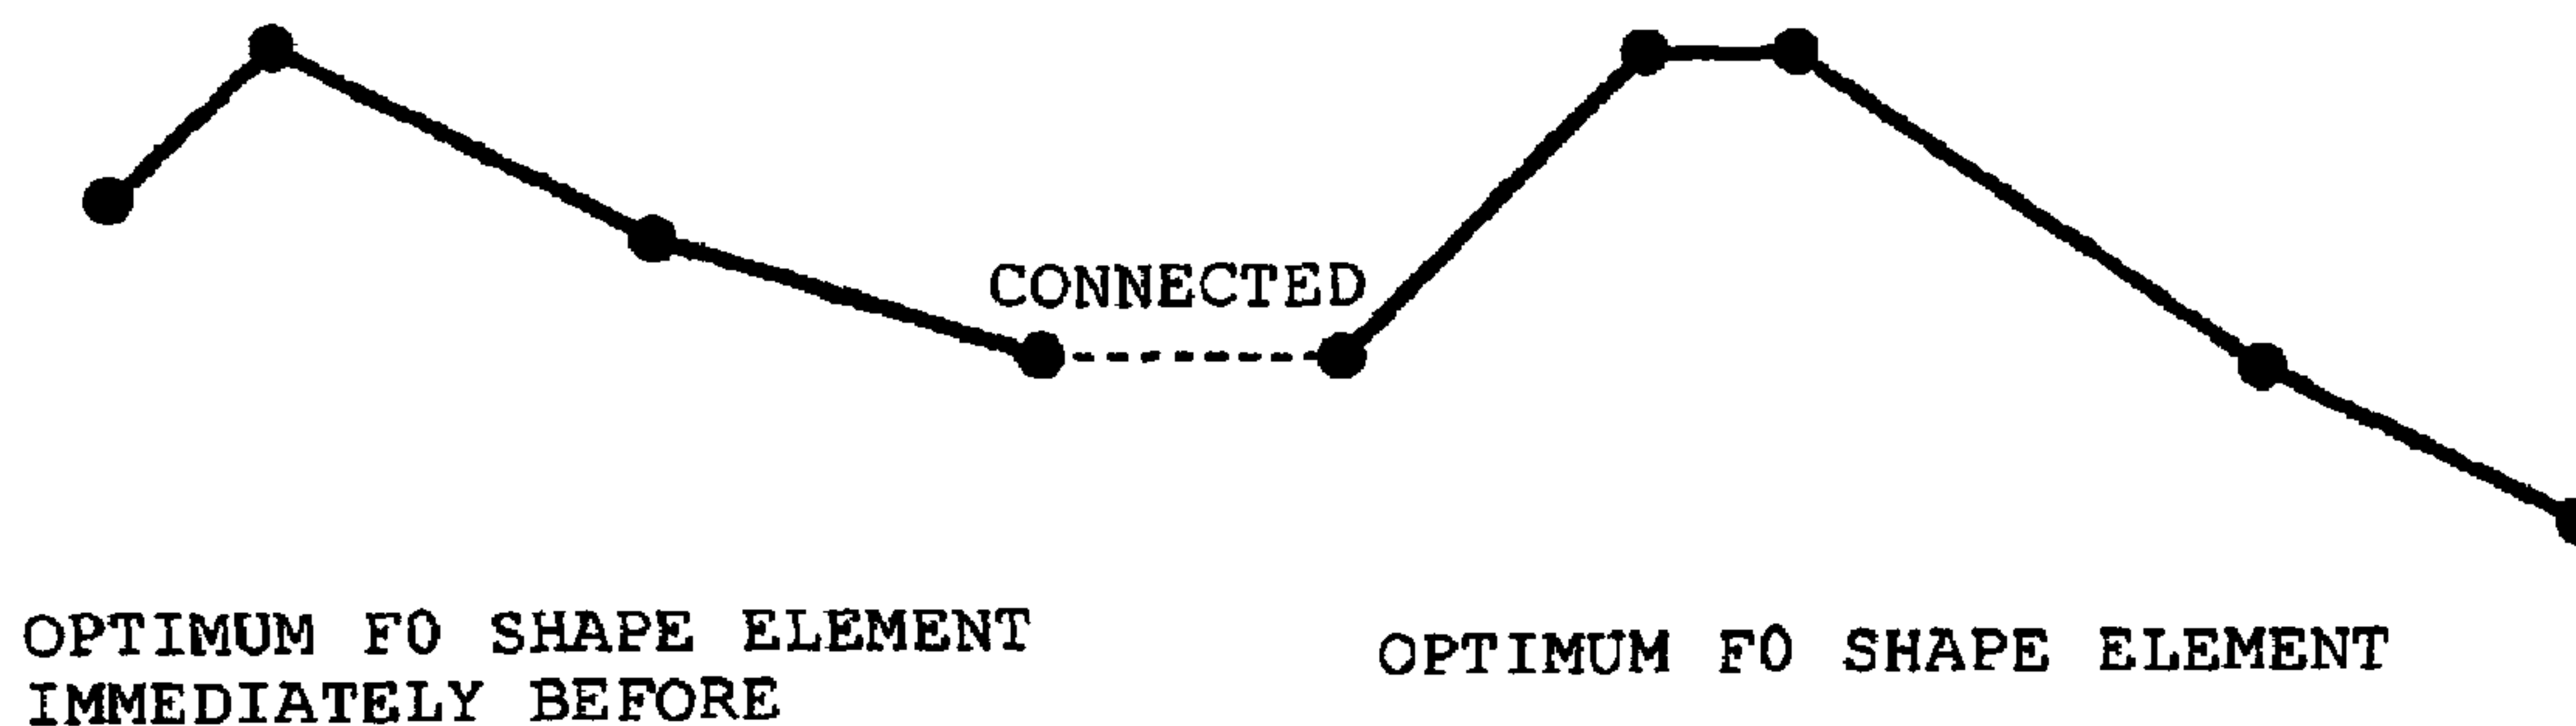 CONNECTED
OPTIMUM F0 SHAPE ELEMENT
IMMEDIATELY BEFORE
OPTIMUM F0 SHAPE ELEMENT